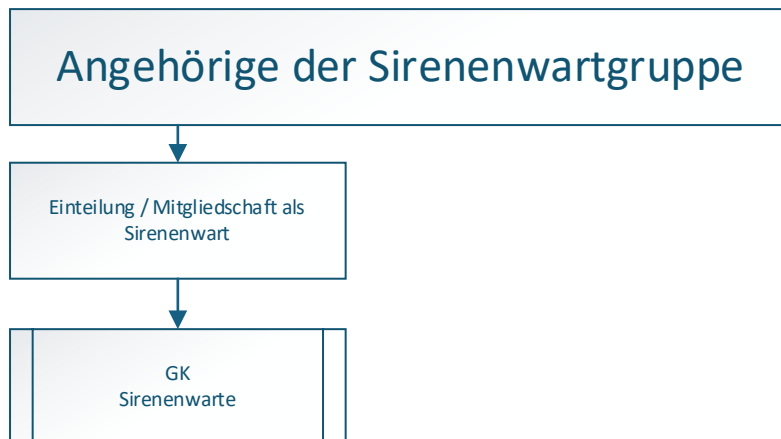 Angehörige der Sirenenwartgruppe
Einteilung / Mitgliedschaft als
Sirenenwart
GK
Sirenenwarte